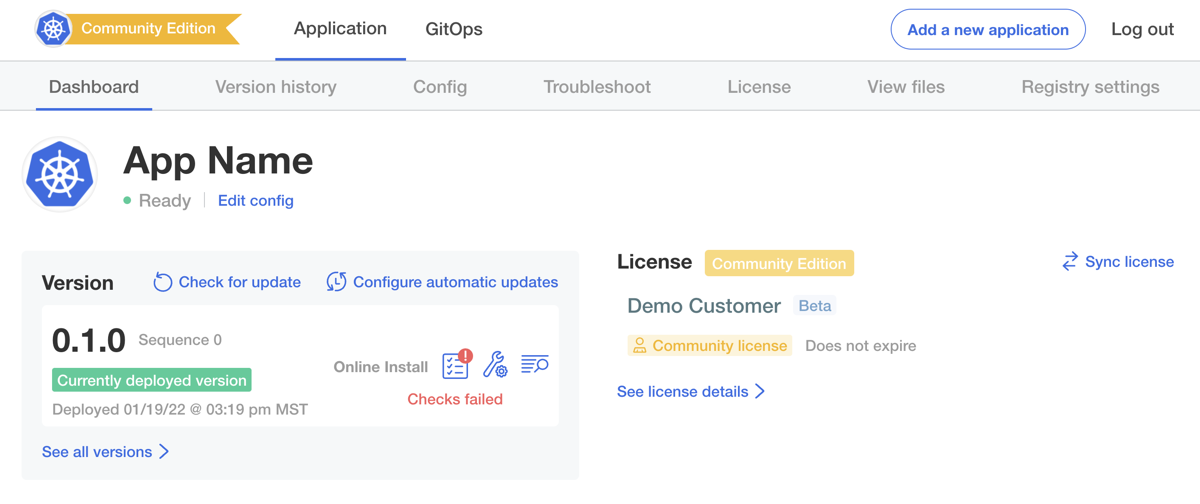 Community Edition Application GitOps Add a new application Log out
Dashboard Version history Config Troubleshoot License View files Registry settings
App Name
Ready Edit config
Version Check for update Configure automatic updates
0.1.0 Sequence 0
Online Install
Currently deployed version
Checks failed
Deployed 01/19/22 @ 03:19 pm MST
See all versions
License Community Edition Sync license
Demo Customer Beta
Community license Does not expire
See license details